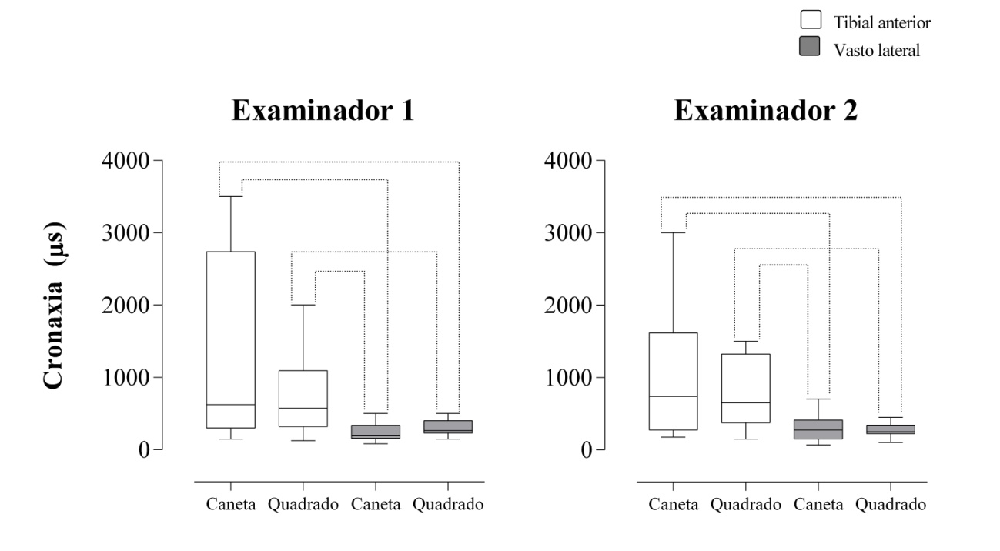 Tibial anterior
Vasto lateral
Examinador 1
Examinador 2
Cronaxia (µs)
4000
3000
2000
1000
0
Caneta Quadrado Caneta Quadrado
4000
3000
2000
1000
0
Caneta Quadrado Caneta Quadrado